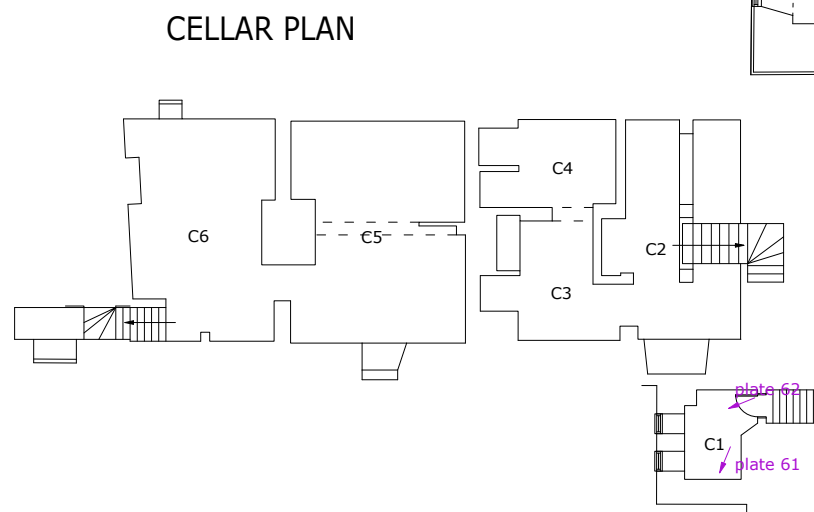 CELLAR PLAN
C4
C6
C5
C2
C3
plate 62
C1
plate 61